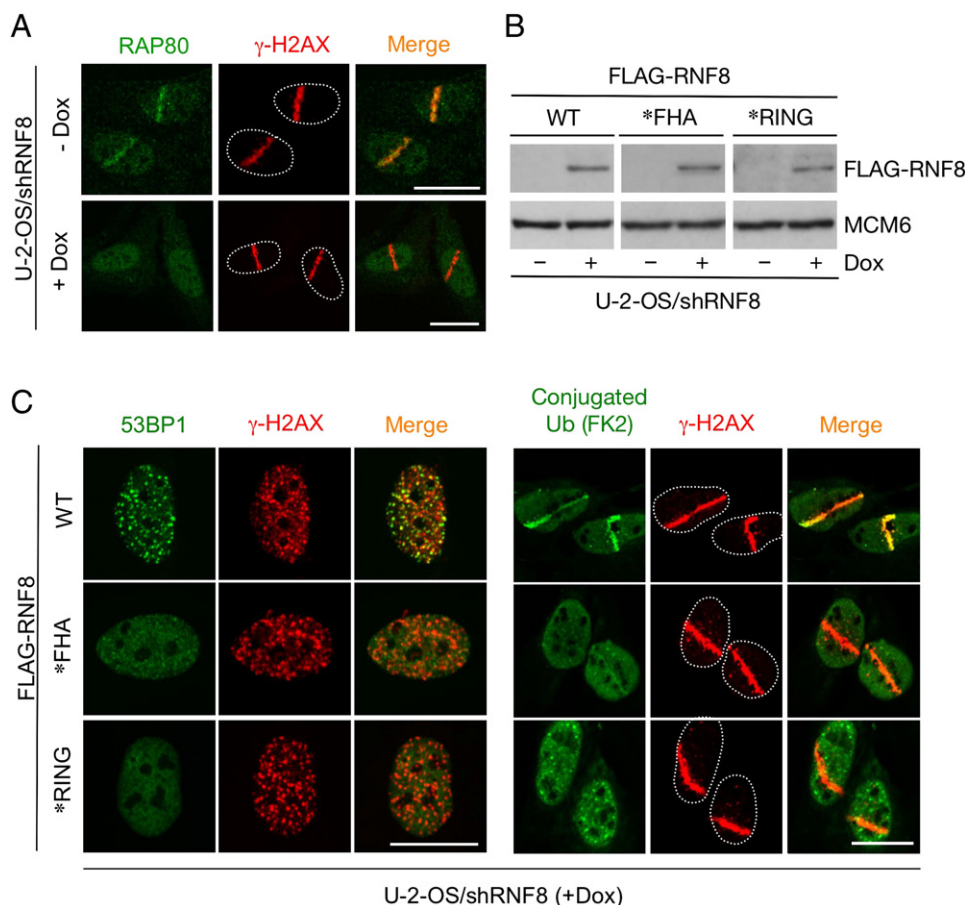 A
RAP80 γ-H2AX Merge
U-2-OS/shRNF8
- Dox
+ Dox
B
FLAG-RNF8
WT *FHA *RING
FLAG-RNF8
MCM6
− + − + − + Dox
U-2-OS/shRNF8
C
53BP1 γ-H2AX Merge
Conjugated
Ub (FK2) γ-H2AX Merge
FLAG-RNF8
WT
*FHA
*RING
U-2-OS/shRNF8 (+Dox)